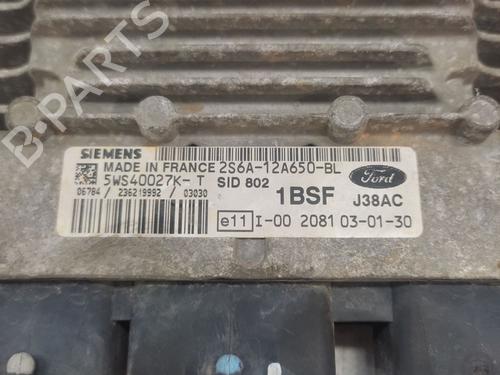 SIEMENS
MADE IN FRANCE 2S6A-12A650-BL
5WS40027K-T SID 802
06784 / 236219992 / 03030
1BSF
Ford
J38AC
e11 I-00 2081 03-01-30
B-PARTS